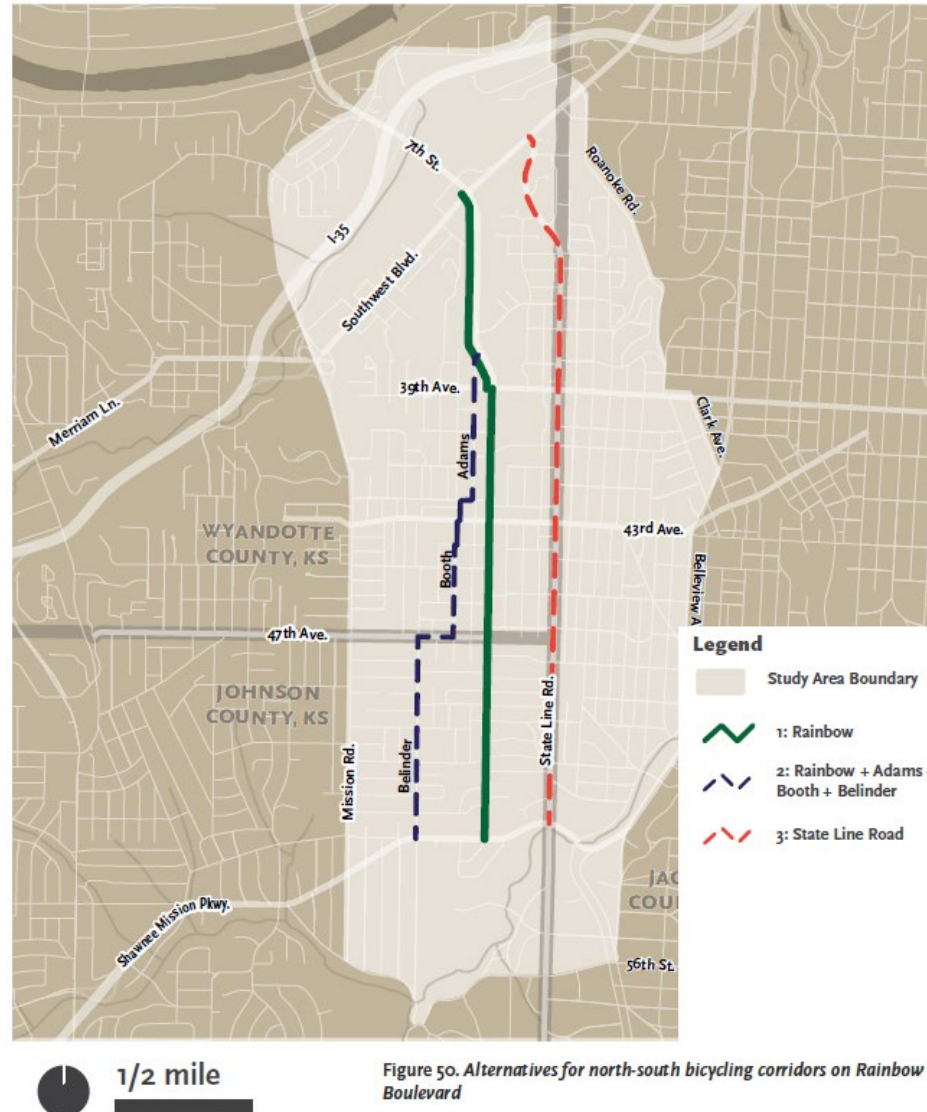 7th St.
Roanoke Rd.
I-35
Southwest Blvd.
39th Ave.
Merriam Ln.
Clark Ave.
Adams
WYANDOTTE
COUNTY, KS
43rd Ave.
Booth
Belleview A
47th Ave.
Legend
Study Area Boundary
JOHNSON
COUNTY, KS
1: Rainbow
State Line Rd.
Belinder
Mission Rd.
2: Rainbow + Adams
Booth + Belinder
3: State Line Road
JAC
COU
Shawnee Mission Pkwy.
56th St.
1/2 mile
Figure 50. Alternatives for north-south bicycling corridors on Rainbow
Boulevard